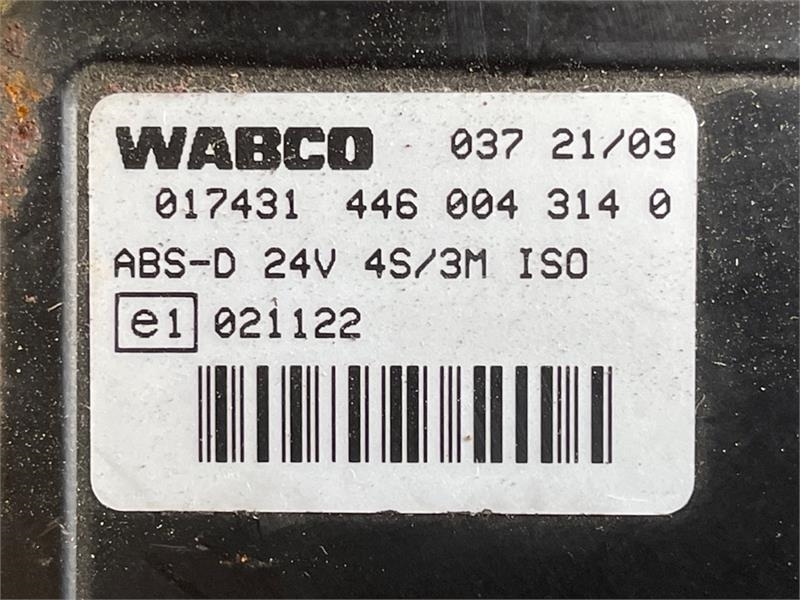 WABCO 037 21/03
017431 446 004 314 0
ABS-D 24V 4S/3M ISO
e1 021122